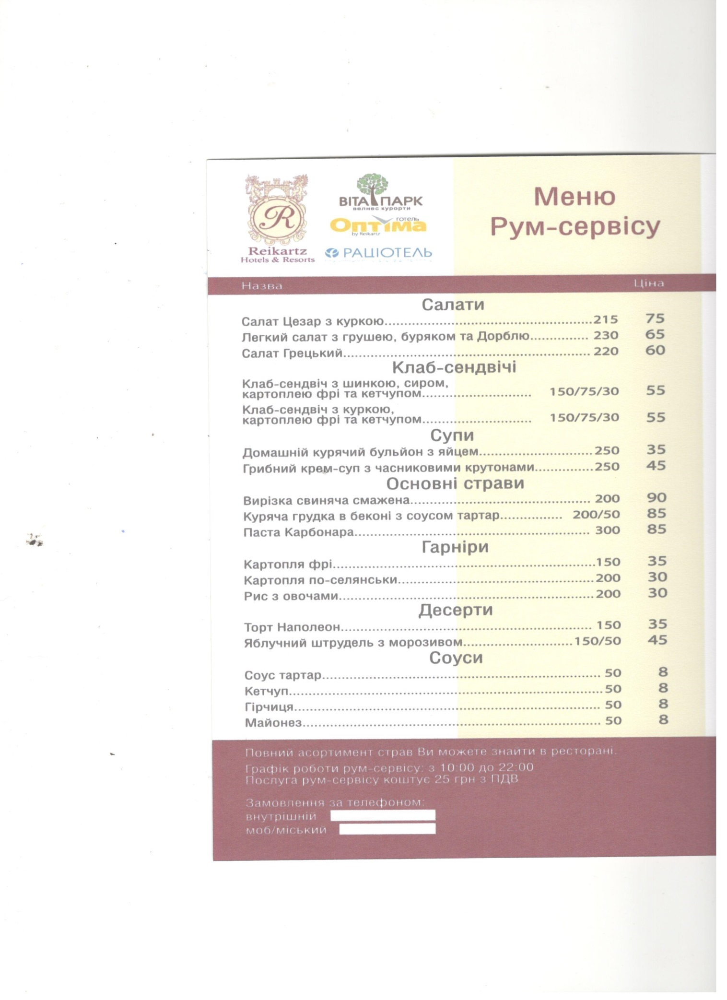 Reikartz
Hotels & Resorts
ВІТА ПАРК
велнес курорти
готель
Оптіма
by Reikartz
РАЦІОТЕЛЬ
Меню
Рум-сервісу
Назва Ціна
Салати
Салат Цезар з куркою.....................................................215 75
Легкий салат з грушею, буряком та Дорблю............... 230 65
Салат Грецький............................................................... 220 60
Клаб-сендвічі
Клаб-сендвіч з шинкою, сиром,
картоплею фрі та кетчупом............................ 150/75/30 55
Клаб-сендвіч з куркою,
картоплею фрі та кетчупом............................ 150/75/30 55
Супи
Домашній курячий бульйон з яйцем.............................250 35
Грибний крем-суп з часниковими крутонами...............250 45
Основні страви
Вирізка свиняча смажена.............................................. 200 90
Куряча грудка в беконі з соусом тартар................ 200/50 85
Паста Карбонара............................................................ 300 85
Гарніри
Картопля фрі...................................................................150 35
Картопля по-селянськи..................................................200 30
Рис з овочами.................................................................200 30
Десерти
Торт Наполеон................................................................ 150 35
Яблучний штрудель з морозивом............................150/50 45
Соуси
Соус тартар....................................................................... 50 8
Кетчуп................................................................................50 8
Гірчиця.............................................................................. 50 8
Майонез............................................................................ 50 8
Повний асортимент страв Ви можете знайти в ресторані.
Графік роботи рум-сервісу: з 10:00 до 22:00
Послуга рум-сервісу коштує 25 грн з ПДВ
Замовлення за телефоном:
внутрішній
моб/міський